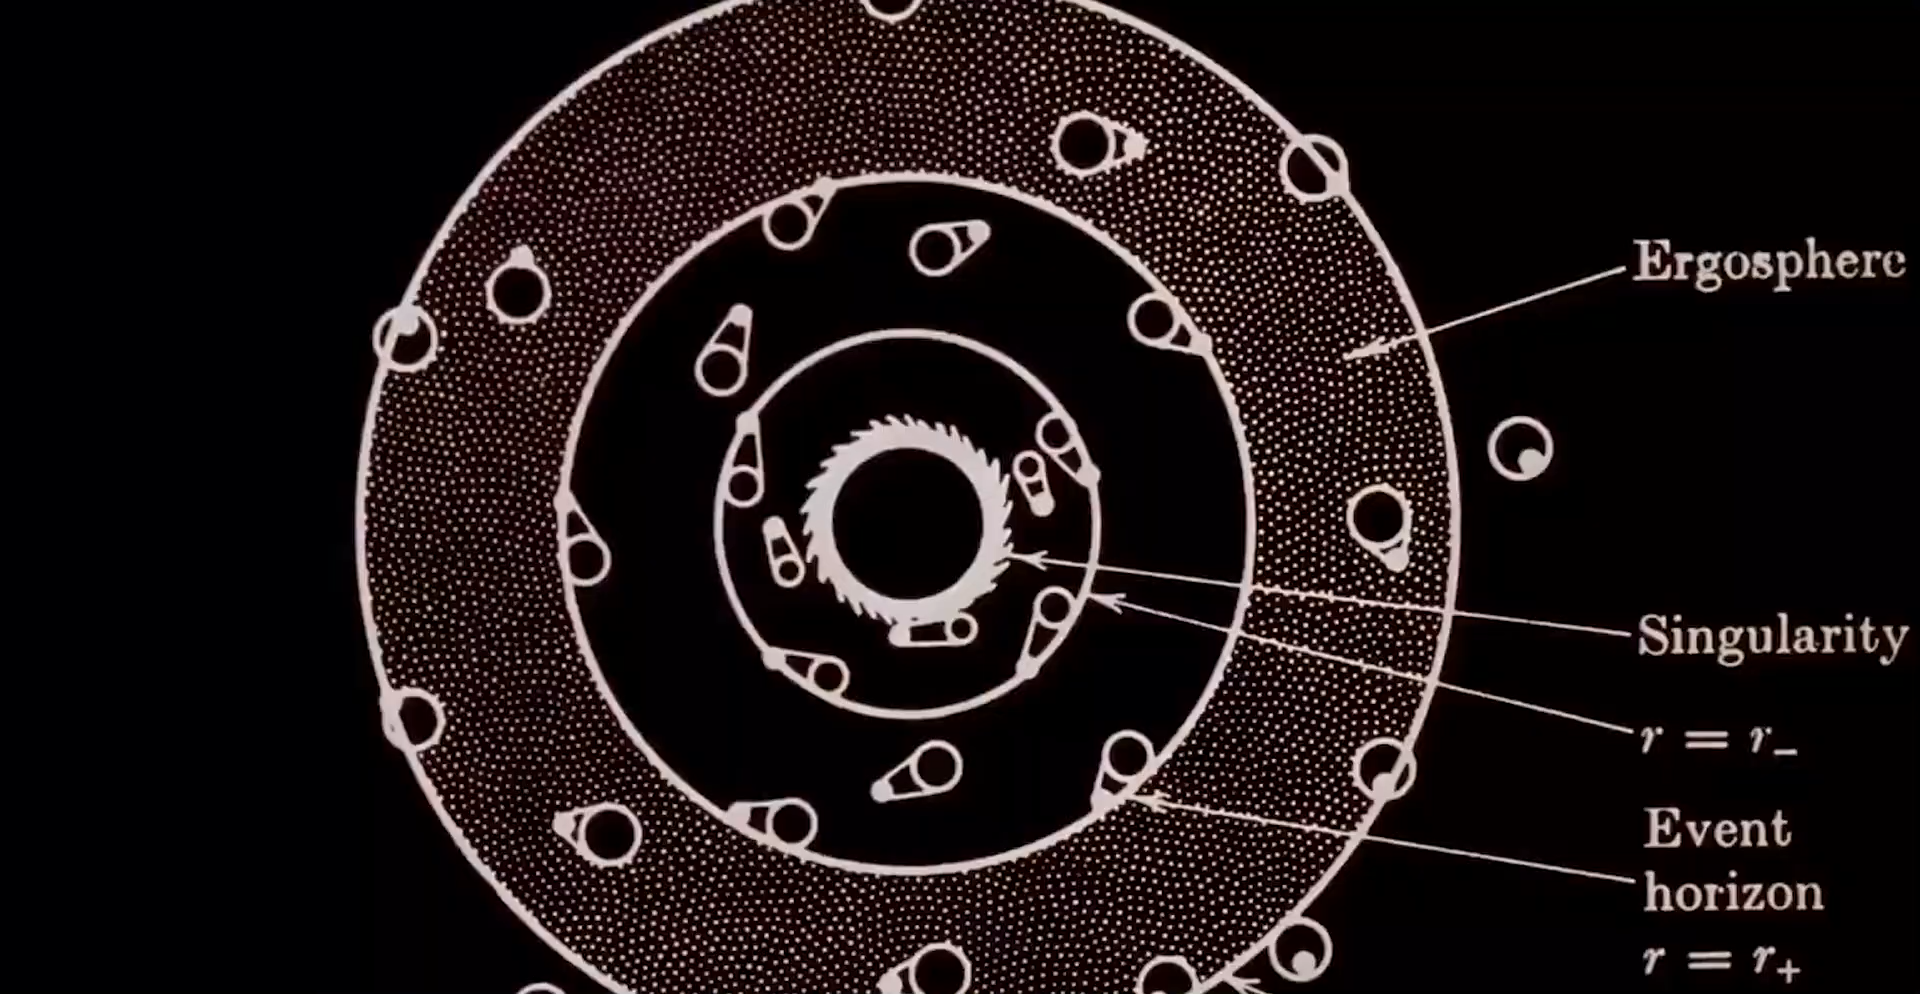 Ergosphere
Singularity
r = r₋
Event
horizon
r = r₊